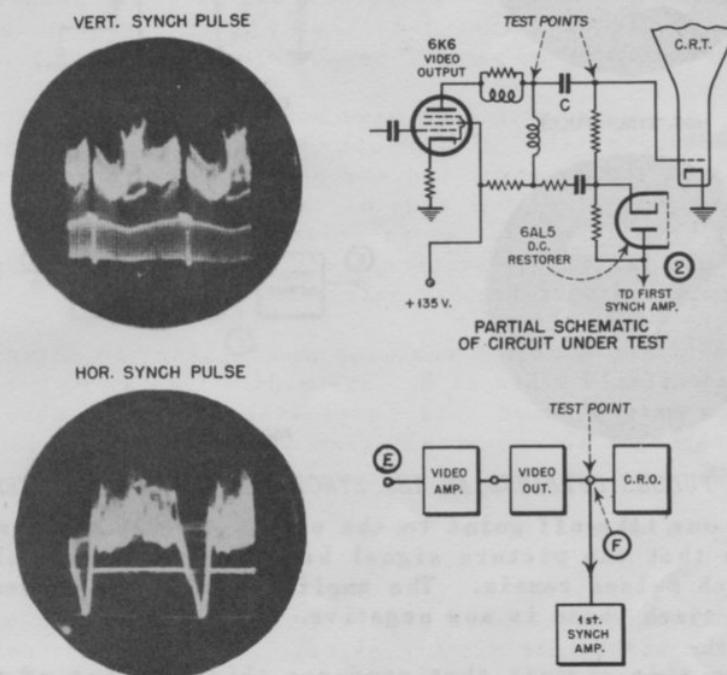 VERT. SYNCH PULSE
TEST POINTS
6K6
VIDEO
OUTPUT
C.R.T.
C
6AL5
D.C.
RESTORER
2
+135 V.
TO FIRST
SYNCH AMP.
PARTIAL SCHEMATIC
OF CIRCUIT UNDER TEST
HOR. SYNCH PULSE
TEST POINT
E
VIDEO
AMP.
VIDEO
OUT.
C.R.O.
F
1st.
SYNCH
AMP.